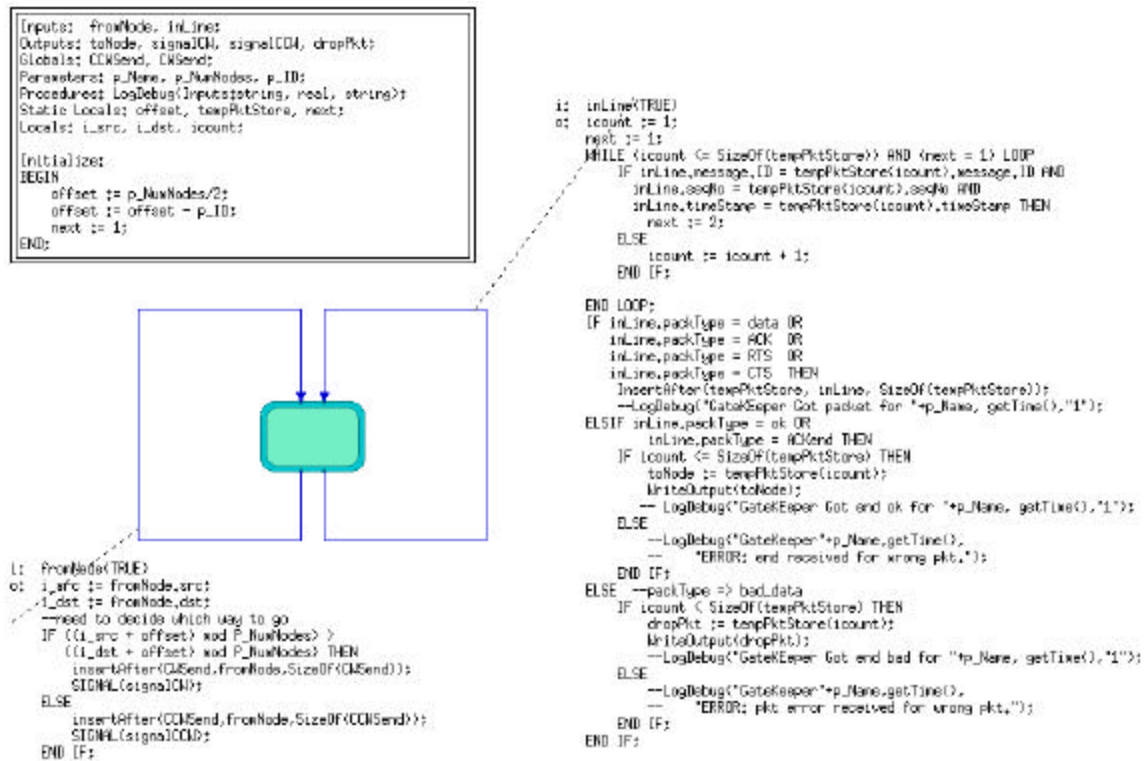 Inputs: fromNode, inLine;
Outputs: toNode, signalCW, signalCCW, dropPkt;
Globals: CCWSend, CWSend;
Parameters: p_Name, p_NumNodes, p_ID;
Procedures: LogDebug(Inputs:string, real, string);
Static Locals: offset, tempPktStore, next;
Locals: i_src, i_dst, icount;
Initialize:
BEGIN
offset := p_NumNodes/2;
offset := offset - p_ID;
next := 1;
END;
i: inLine(TRUE)
o: icount := 1;
next := 1;
WHILE (icount <= SizeOf(tempPktStore)) AND (next = 1) LOOP
IF inLine.message.ID = tempPktStore(icount).message.ID AND
inLine.seqNo = tempPktStore(icount).seqNo AND
inLine.timeStamp = tempPktStore(icount).timeStamp THEN
next := 2;
ELSE
icount := icount + 1;
END IF;
END LOOP;
IF inLine.packType = data OR
inLine.packType = ACK OR
inLine.packType = RTS OR
inLine.packType = CTS THEN
InsertAfter(tempPktStore, inLine, SizeOf(tempPktStore));
--LogDebug("GateKEeper Got packet for "+p_Name, getTime(),"1");
ELSIF inLine.packType = ok OR
inLine.packType = ACKend THEN
IF icount <= SizeOf(tempPktStore) THEN
toNode := tempPktStore(icount);
WriteOutput(toNode);
-- LogDebug("GateKEeper Got end ok for "+p_Name, getTime(),"1");
ELSE
--LogDebug("GateKeeper"+p_Name,getTime(),
-- "ERROR: end received for wrong pkt.");
END IF;
ELSE --packType => bad_data
IF icount < SizeOf(tempPktStore) THEN
dropPkt := tempPktStore(icount);
WriteOutput(dropPkt);
--LogDebug("GateKEeper Got end bad for "+p_Name, getTime(),"1");
ELSE
--LogDebug("GateKeeper"+p_Name,getTime(),
-- "ERROR: pkt error received for wrong pkt.");
END IF;
END IF;
i: fromNode(TRUE)
o: i_src := fromNode.src;
i_dst := fromNode.dst;
--need to decide which way to go
IF ((i_src + offset) mod P_NumNodes) >
((i_dst + offset) mod P_NumNodes) THEN
insertAfter(CWSend,fromNode,SizeOf(CWSend));
SIGNAL(signalCW);
ELSE
insertAfter(CCWSend,fromNode,SizeOf(CCWSend));
SIGNAL(signalCCW);
END IF;